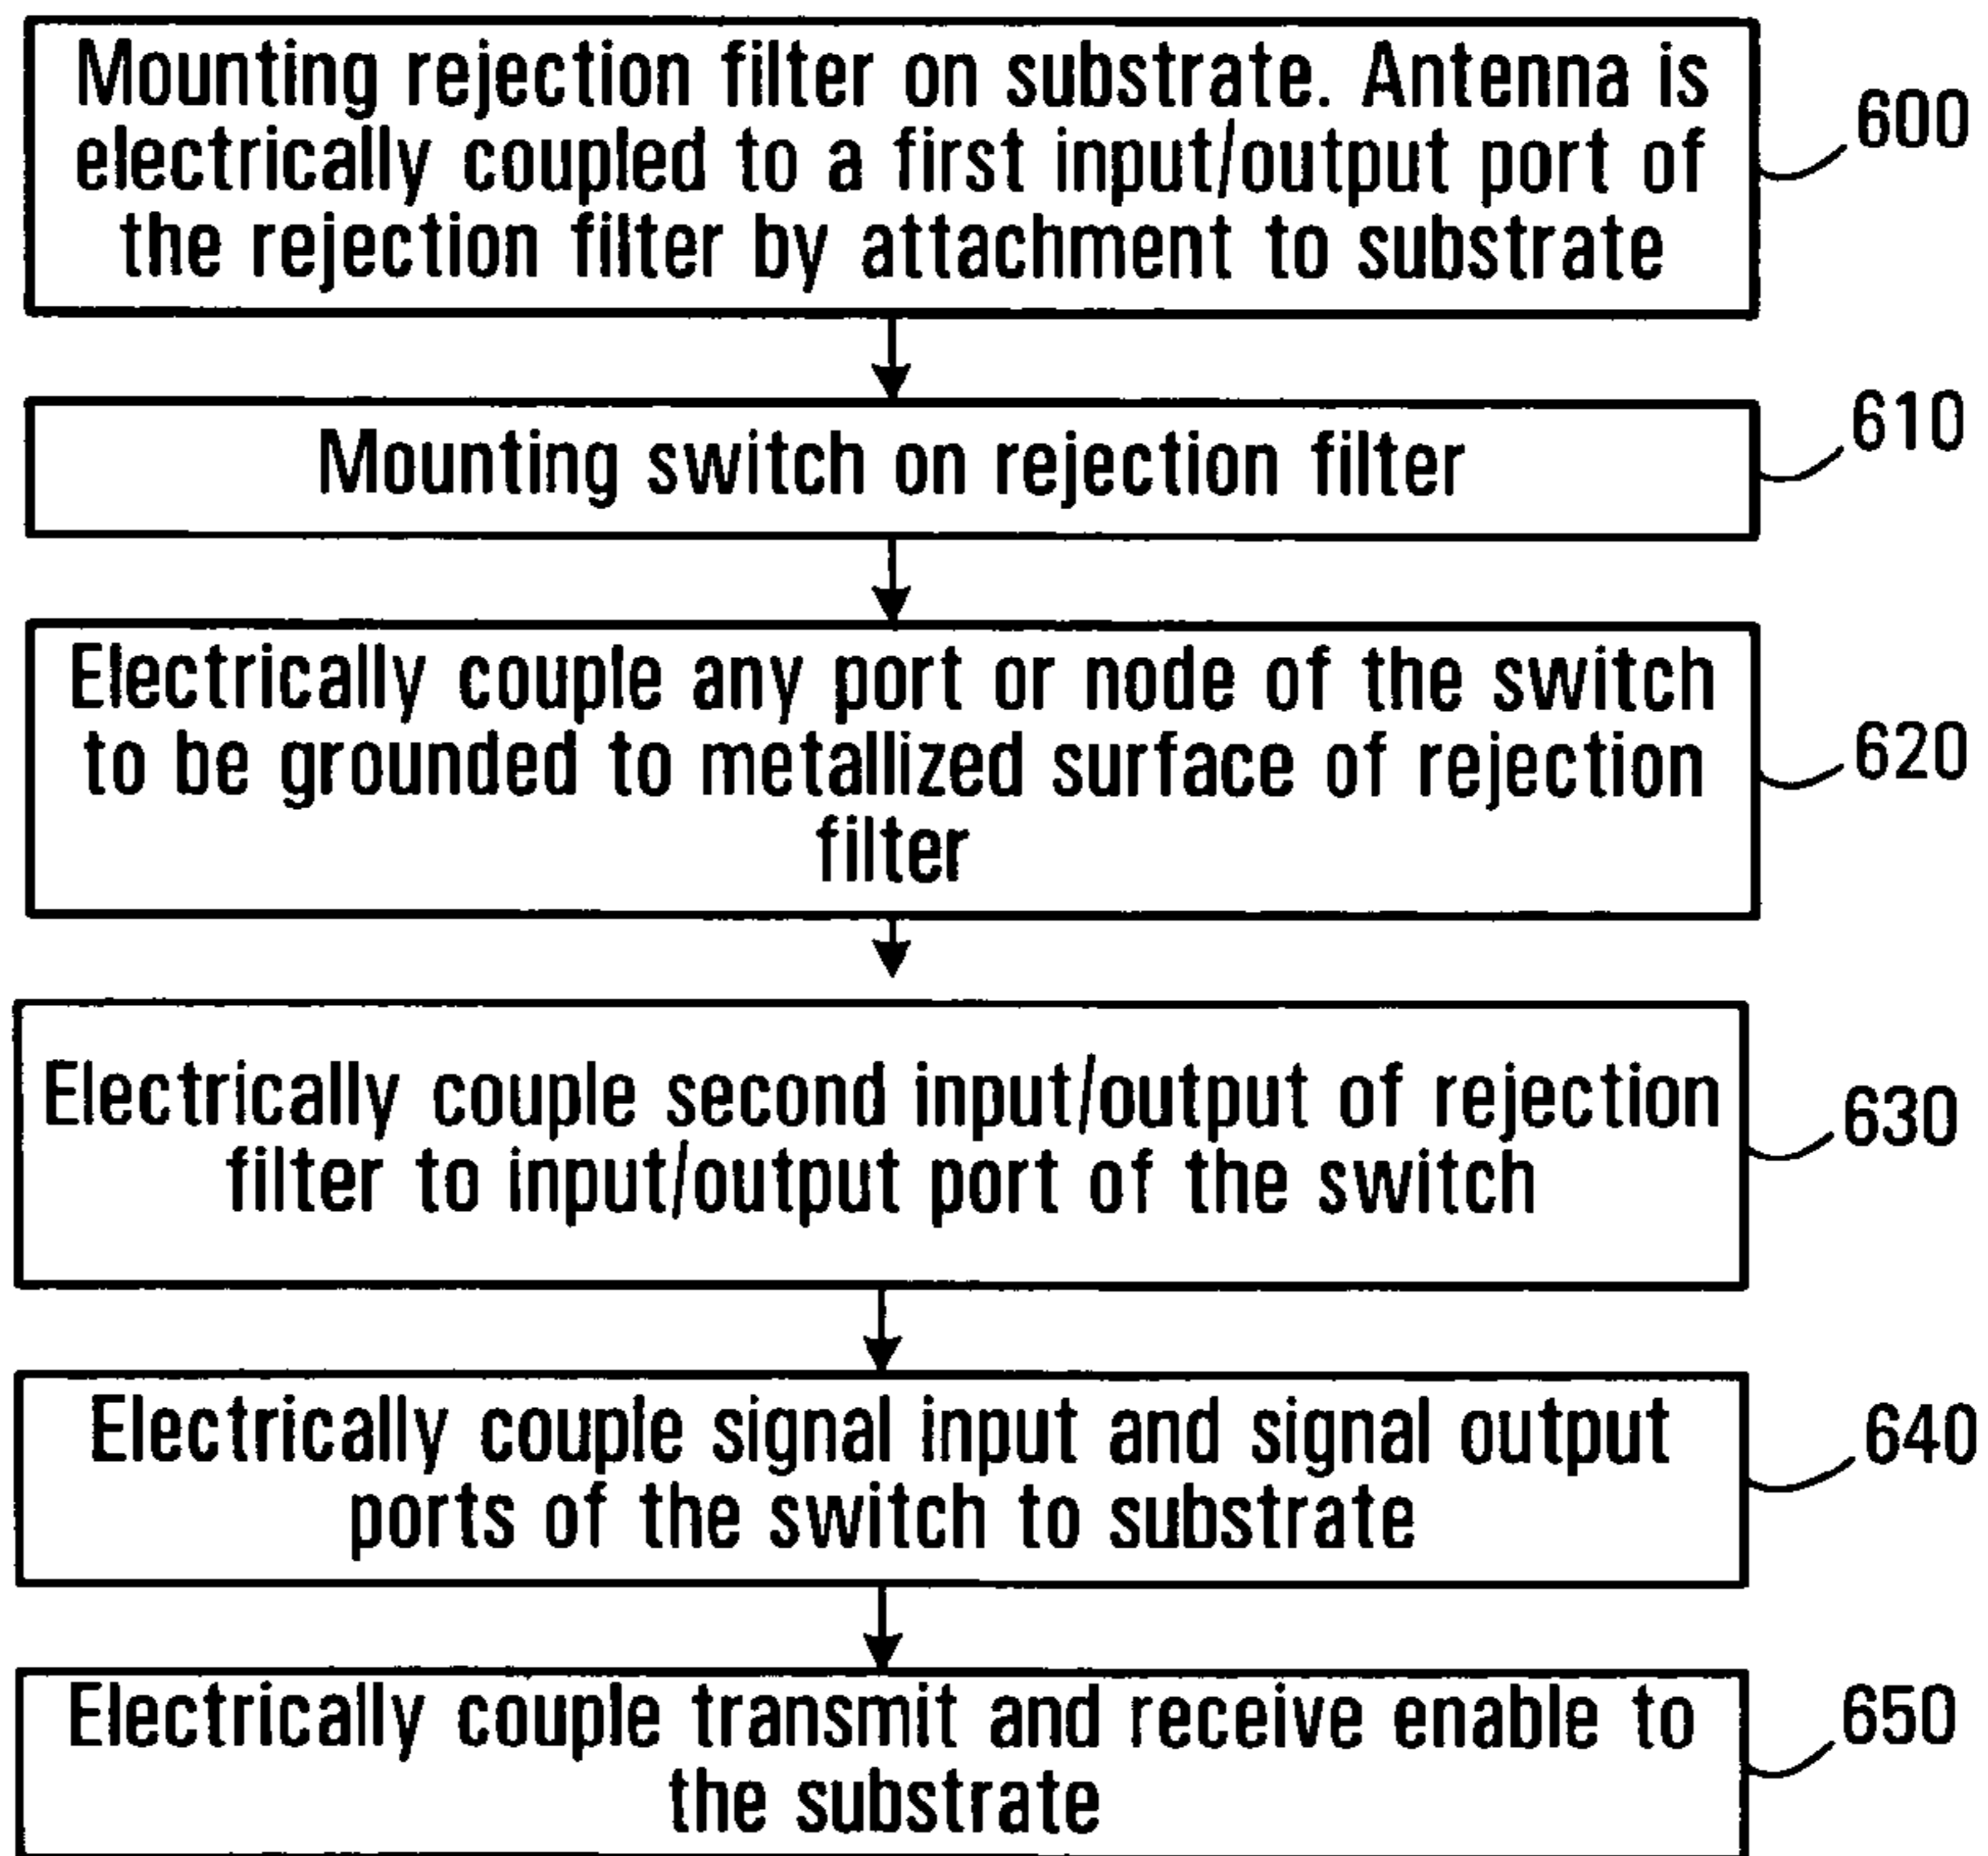 Mounting rejection filter on substrate. Antenna is
electrically coupled to a first input/output port of
the rejection filter by attachment to substrate
600
Mounting switch on rejection filter
610
Electrically couple any port or node of the switch
to be grounded to metallized surface of rejection
filter
620
Electrically couple second input/output of rejection
filter to input/output port of the switch
630
Electrically couple signal input and signal output
ports of the switch to substrate
640
Electrically couple transmit and receive enable to
the substrate
650